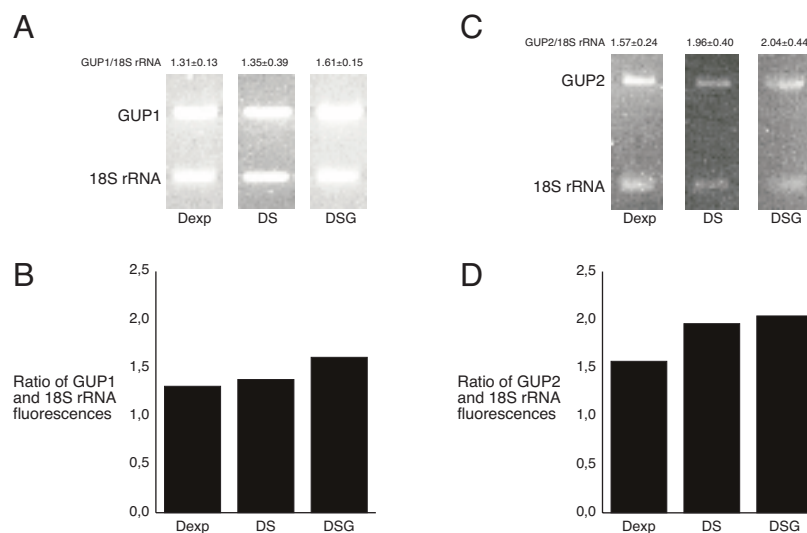 A
GUP1/18S rRNA 1.31±0.13 1.35±0.39 1.61±0.15
GUP1
18S rRNA
Dexp DS DSG
B
2,5
2,0
1,5
1,0
0,5
0,0
Ratio of GUP1
and 18S rRNA
fluorescences
Dexp DS DSG
C
GUP2/18S rRNA 1.57±0.24 1.96±0.40 2.04±0.44
GUP2
18S rRNA
Dexp DS DSG
D
2,5
2,0
1,5
1,0
0,5
0,0
Ratio of GUP2
and 18S rRNA
fluorescences
Dexp DS DSG